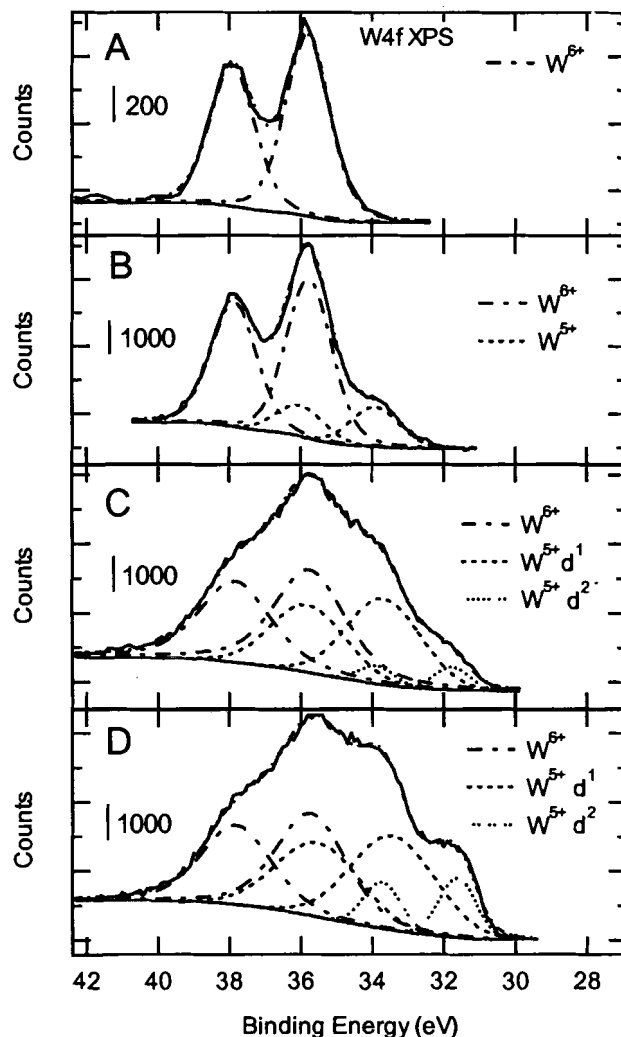 A
W4f XPS
W⁶⁺
200
Counts
B
W⁶⁺
W⁵⁺
1000
Counts
C
W⁶⁺
W⁵⁺ d¹
W⁵⁺ d²
1000
Counts
D
W⁶⁺
W⁵⁺ d¹
W⁵⁺ d²
1000
Counts
42 40 38 36 34 32 30 28
Binding Energy (eV)